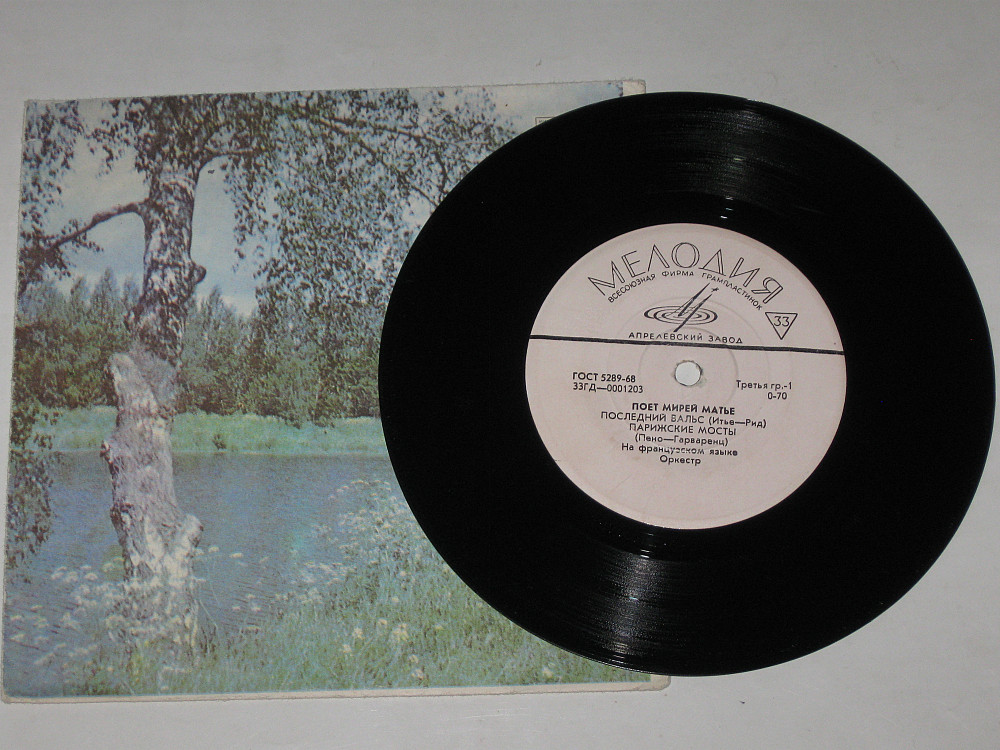 МЕЛОДИЯ
ВСЕСОЮЗНАЯ ФИРМА ГРАМПЛАСТИНОК
33
АПРЕЛЕВСКИЙ ЗАВОД
ГОСТ 5289-68
33ГД—0001203
Третья гр.-1
0-70
ПОЕТ МИРЕЙ МАТЬЕ
ПОСЛЕДНИЙ ВАЛЬС (Итье—Рид)
ПАРИЖСКИЕ МОСТЫ
(Пено—Гарваренц)
На французском языке
Оркестр